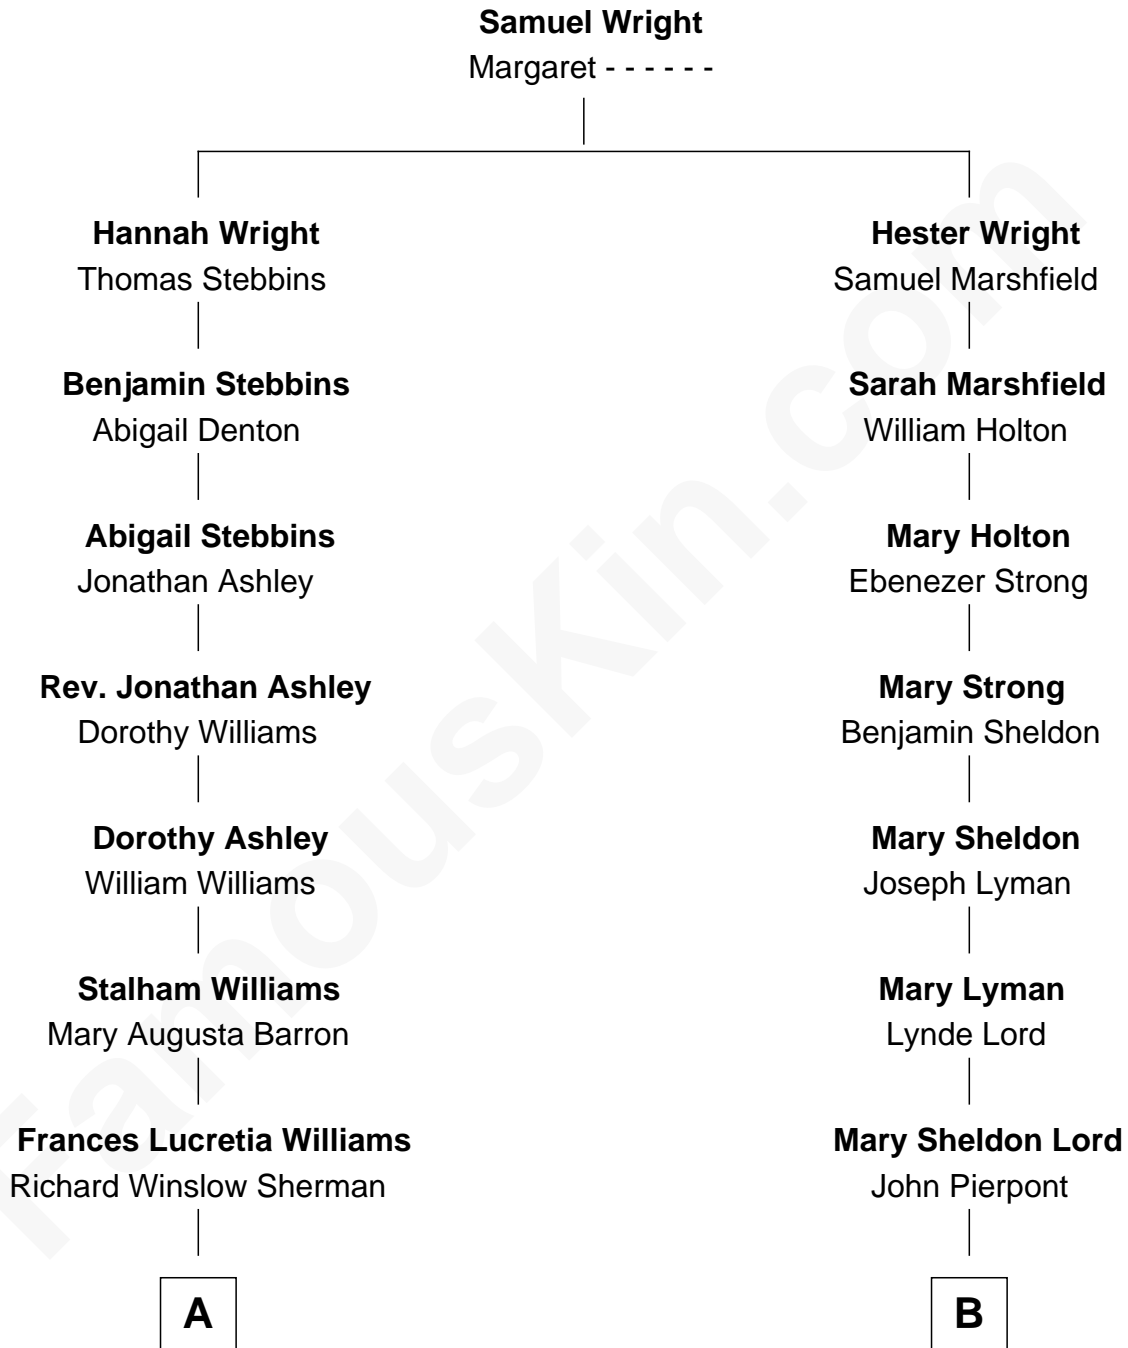 Samuel Wright
Margaret - - - - - -
Hannah Wright
Thomas Stebbins
Hester Wright
Samuel Marshfield
Benjamin Stebbins
Abigail Denton
Sarah Marshfield
William Holton
Abigail Stebbins
Jonathan Ashley
Mary Holton
Ebenezer Strong
Rev. Jonathan Ashley
Dorothy Williams
Mary Strong
Benjamin Sheldon
Dorothy Ashley
William Williams
Mary Sheldon
Joseph Lyman
Stalham Williams
Mary Augusta Barron
Mary Lyman
Lynde Lord
Frances Lucretia Williams
Richard Winslow Sherman
Mary Sheldon Lord
John Pierpont
A
B
FamousKin.com